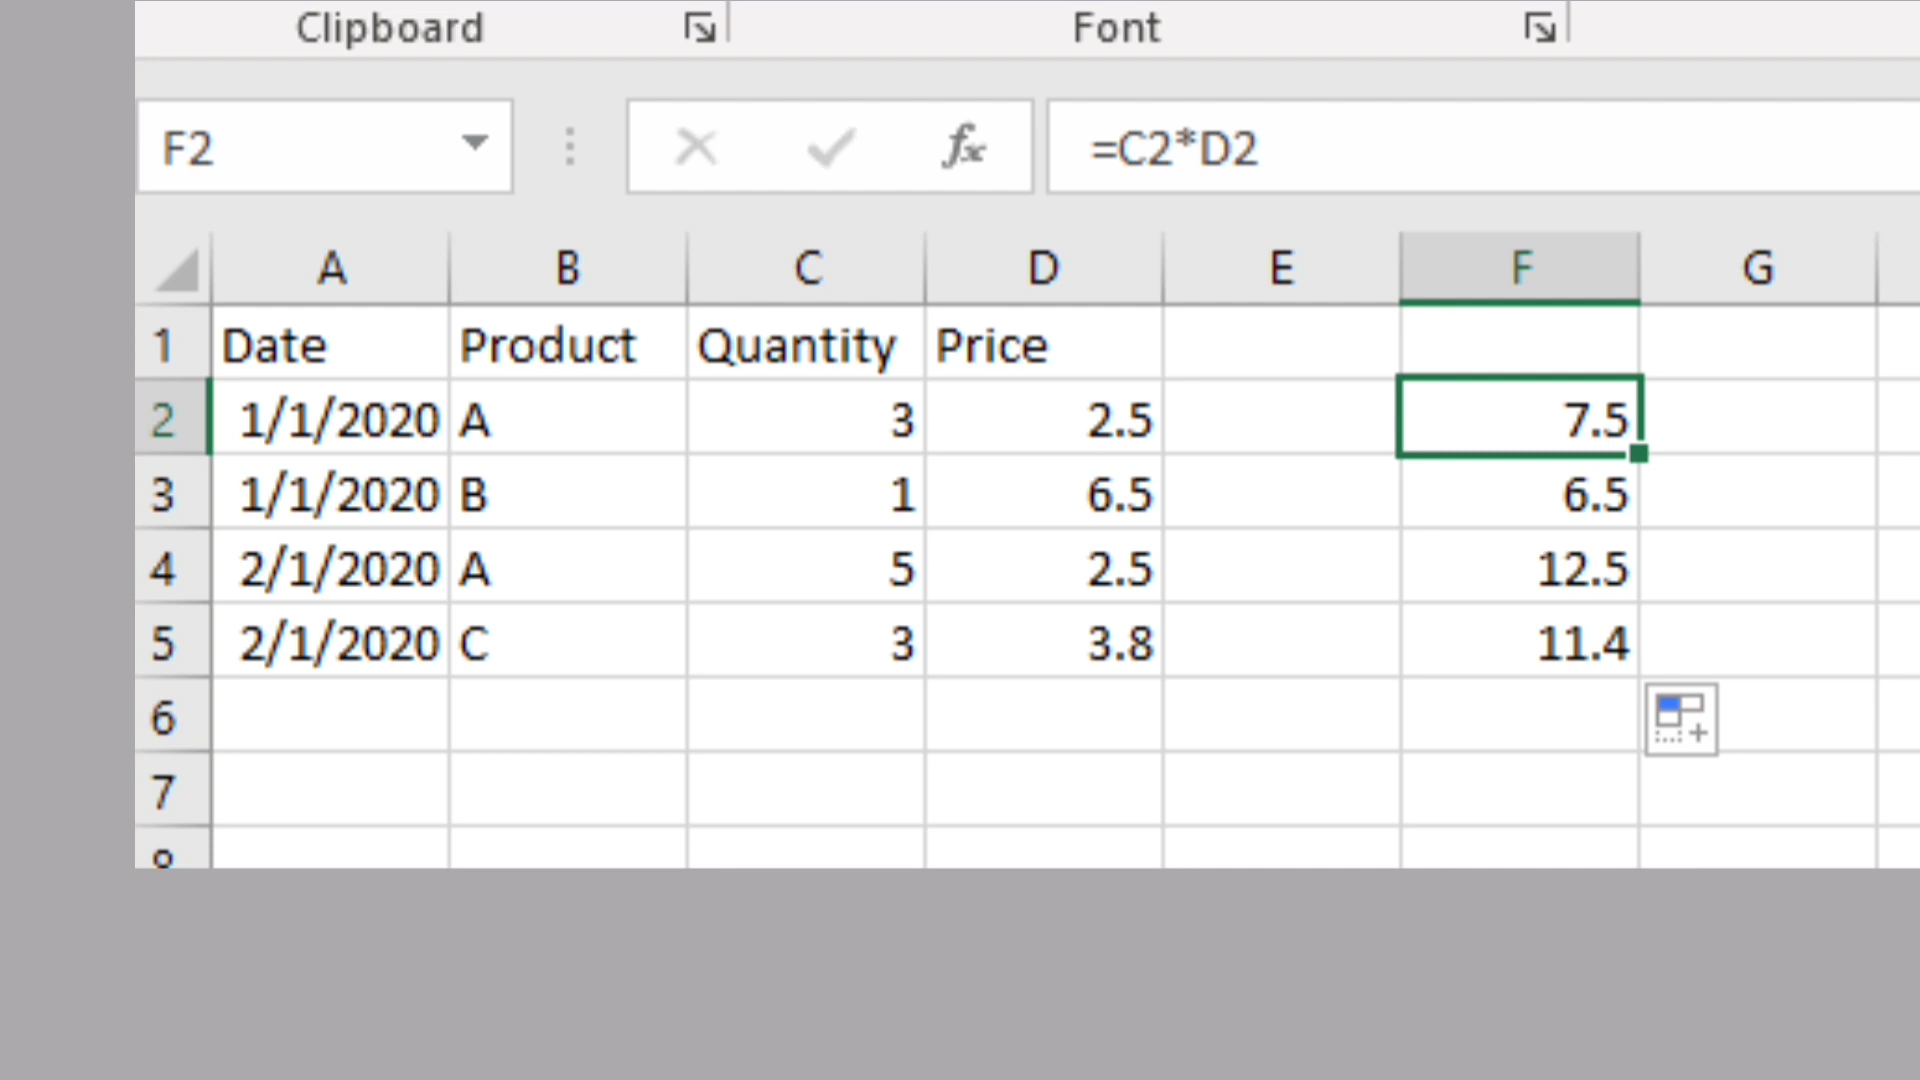 Clipboard Font
F2 fx =C2*D2
A B C D E F G
1 Date Product Quantity Price
2 1/1/2020 A 3 2.5 7.5
3 1/1/2020 B 1 6.5 6.5
4 2/1/2020 A 5 2.5 12.5
5 2/1/2020 C 3 3.8 11.4
6
7
8